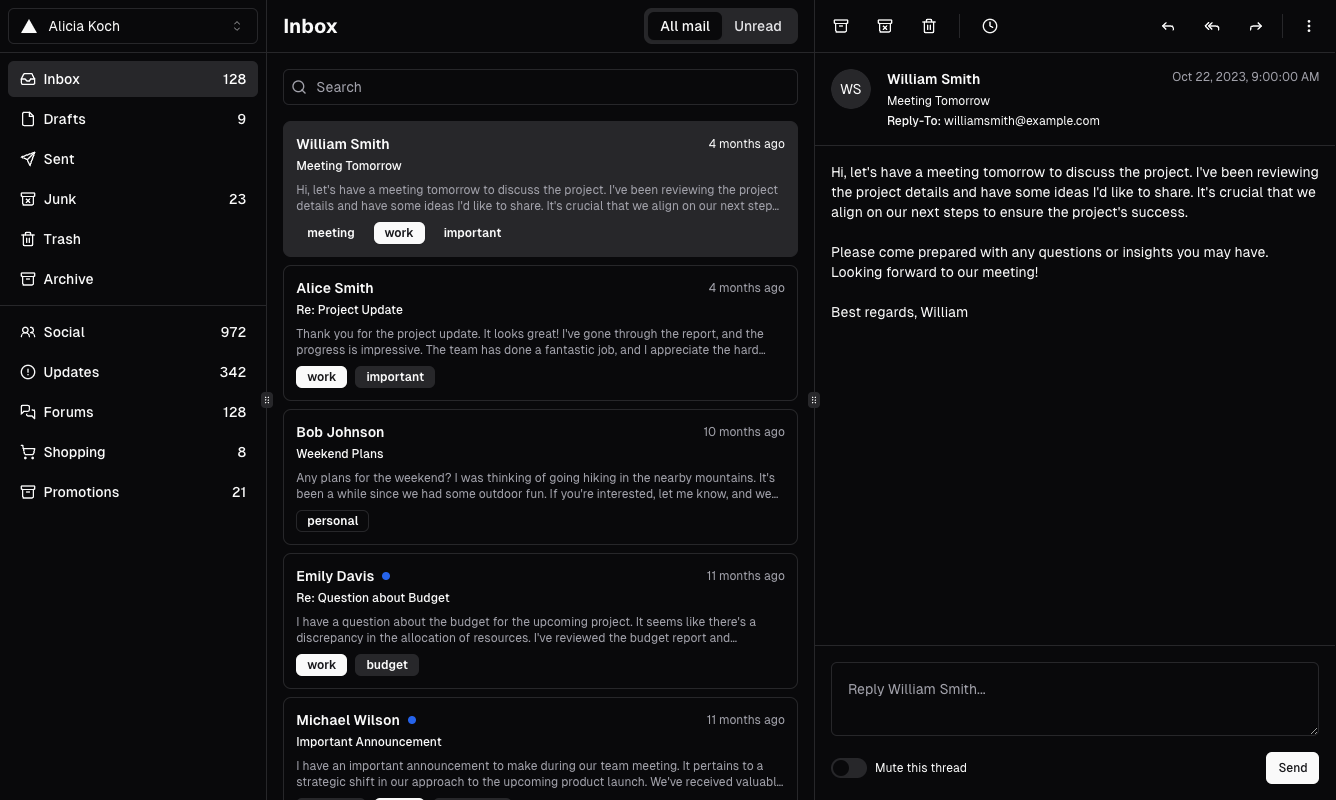 Alicia Koch
Inbox 128
Drafts 9
Sent
Junk 23
Trash
Archive
Social 972
Updates 342
Forums 128
Shopping 8
Promotions 21
Inbox
All mail Unread
Search
William Smith 4 months ago
Meeting Tomorrow
Hi, let's have a meeting tomorrow to discuss the project. I've been reviewing the project
details and have some ideas I'd like to share. It's crucial that we align on our next step...
meeting work important
Alice Smith 4 months ago
Re: Project Update
Thank you for the project update. It looks great! I've gone through the report, and the
progress is impressive. The team has done a fantastic job, and I appreciate the hard...
work important
Bob Johnson 10 months ago
Weekend Plans
Any plans for the weekend? I was thinking of going hiking in the nearby mountains. It's
been a while since we had some outdoor fun. If you're interested, let me know, and we...
personal
Emily Davis 11 months ago
Re: Question about Budget
I have a question about the budget for the upcoming project. It seems like there's a
discrepancy in the allocation of resources. I've reviewed the budget report and...
work budget
Michael Wilson 11 months ago
Important Announcement
I have an important announcement to make during our team meeting. It pertains to a
strategic shift in our approach to the upcoming product launch. We've received valuabl...
WS
William Smith Oct 22, 2023, 9:00:00 AM
Meeting Tomorrow
Reply-To: williamsmith@example.com
Hi, let's have a meeting tomorrow to discuss the project. I've been reviewing
the project details and have some ideas I'd like to share. It's crucial that we
align on our next steps to ensure the project's success.
Please come prepared with any questions or insights you may have.
Looking forward to our meeting!
Best regards, William
Reply William Smith...
Mute this thread Send